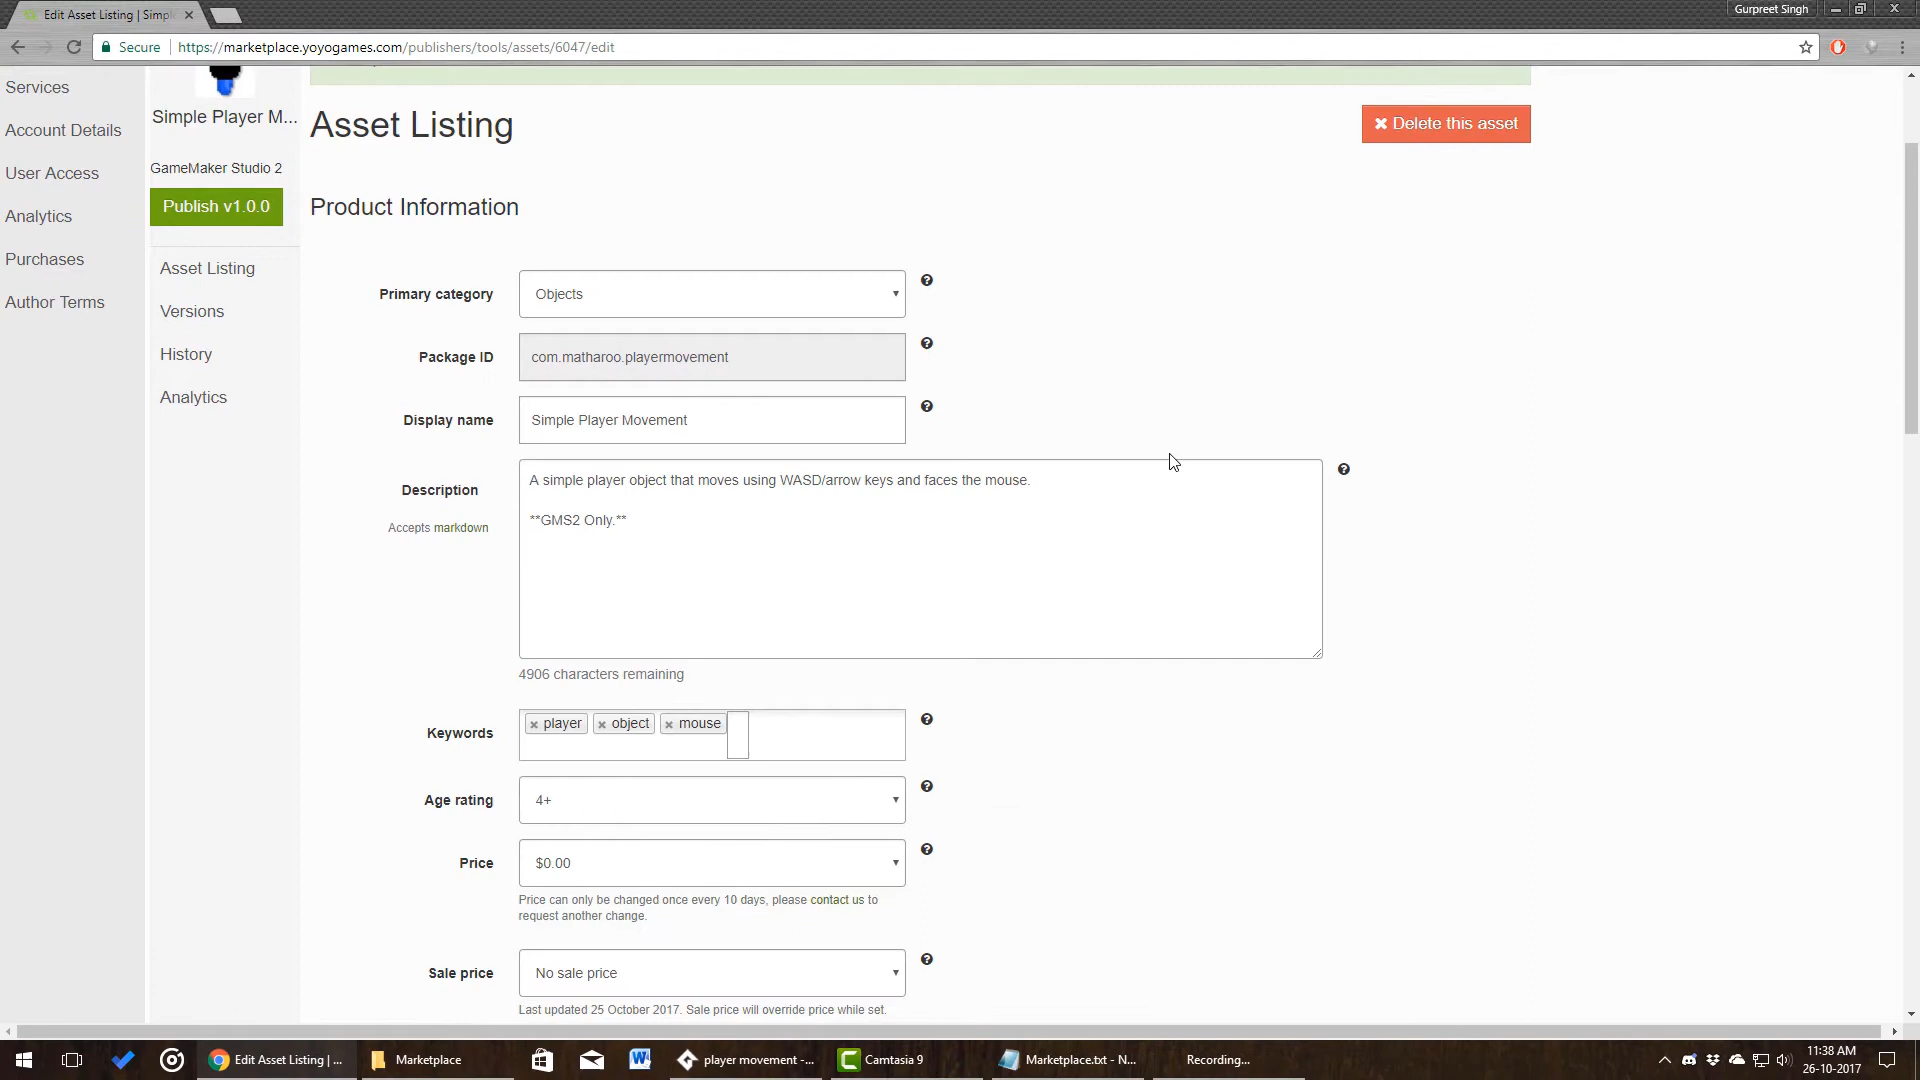 Edit Asset Listing | Simple
Gurpreet Singh
Secure https://marketplace.yoyogames.com/publishers/tools/assets/6047/edit
Services
Account Details
User Access
Analytics
Purchases
Author Terms
Simple Player M...
GameMaker Studio 2
Publish v1.0.0
Asset Listing
Versions
History
Analytics
Asset Listing
Delete this asset
Product Information
Primary category Objects
Package ID com.matharoo.playermovement
Display name Simple Player Movement
Description
Accepts markdown
A simple player object that moves using WASD/arrow keys and faces the mouse.
**GMS2 Only.**
4906 characters remaining
Keywords player object mouse
Age rating 4+
Price $0.00
Price can only be changed once every 10 days, please contact us to
request another change.
Sale price No sale price
Last updated 25 October 2017. Sale price will override price while set.
Edit Asset Listing | ...
Marketplace
player movement -...
Camtasia 9
Marketplace.txt - N...
Recording...
11:38 AM
26-10-2017